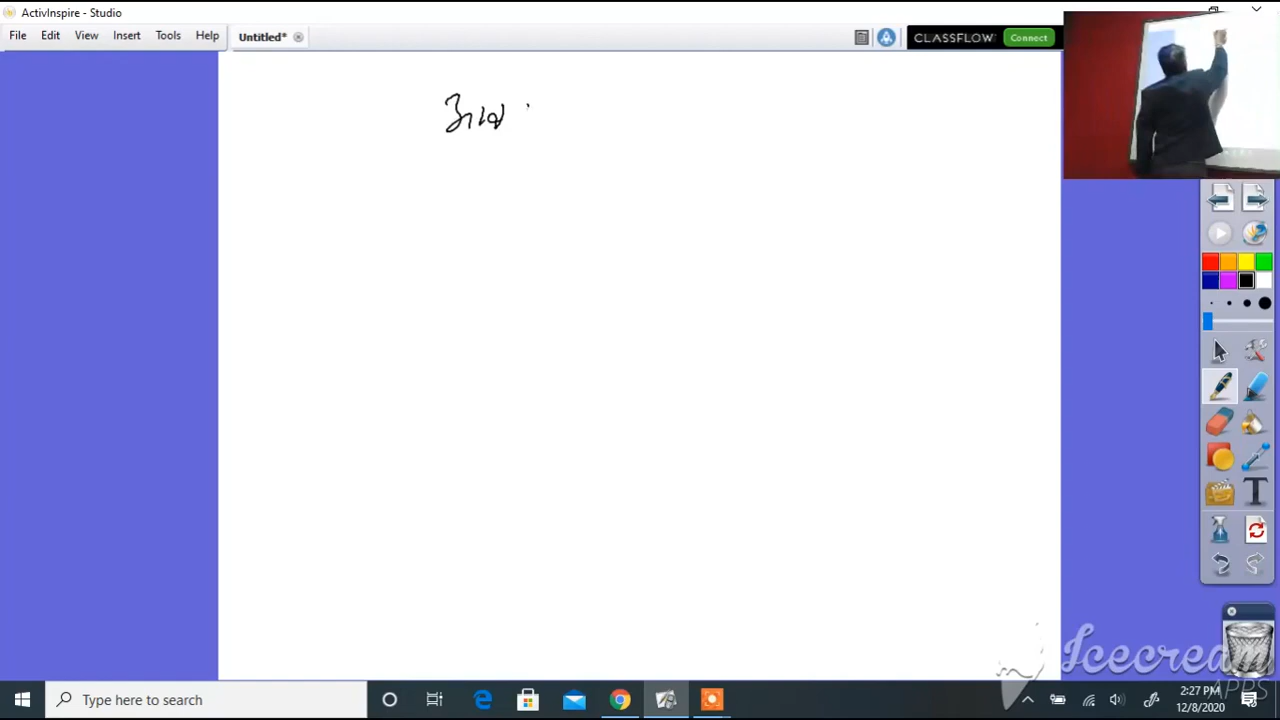 ActivInspire - Studio
File Edit View Insert Tools Help Untitled* CLASSFLOW Connect
T
Icecream
APPS
Type here to search
2:27 PM
12/8/2020